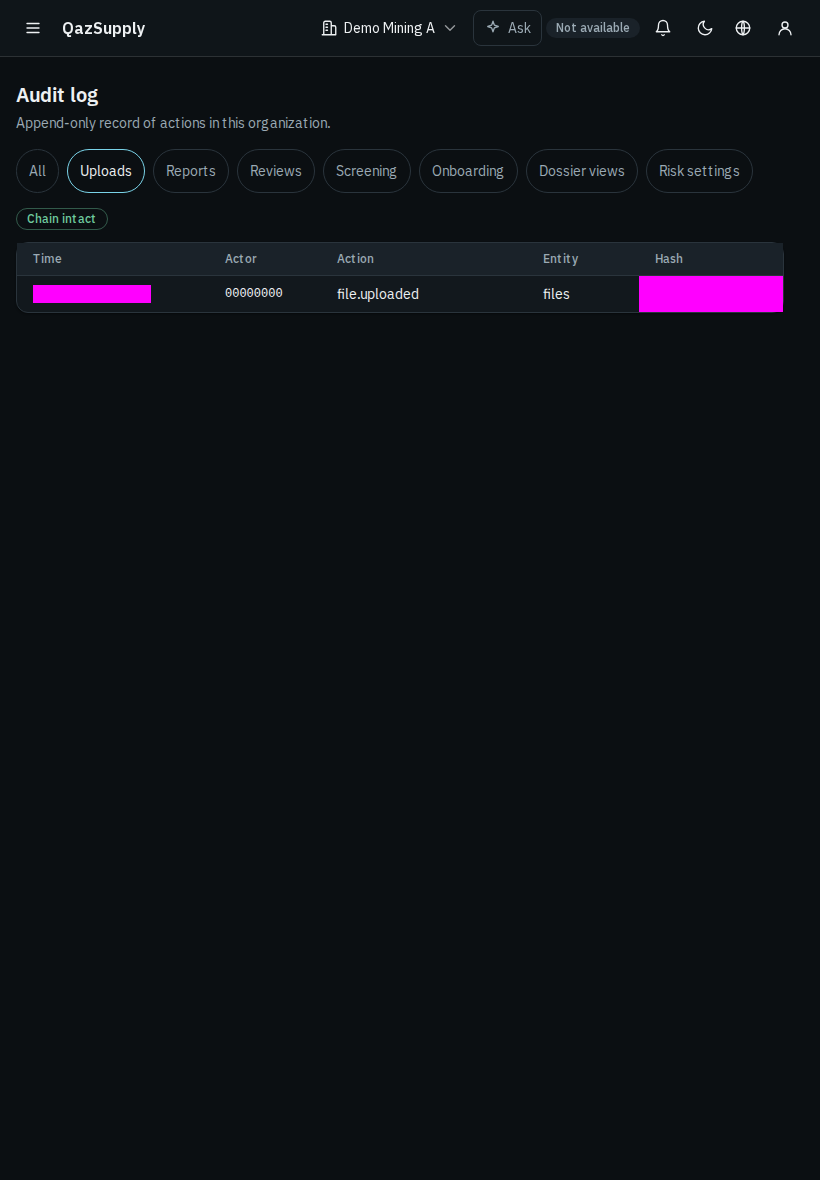 QazSupply Demo Mining A Ask Not available
Audit log
Append-only record of actions in this organization.
All Uploads Reports Reviews Screening Onboarding Dossier views Risk settings
Chain intact
Time Actor Action Entity Hash
00000000 file.uploaded files